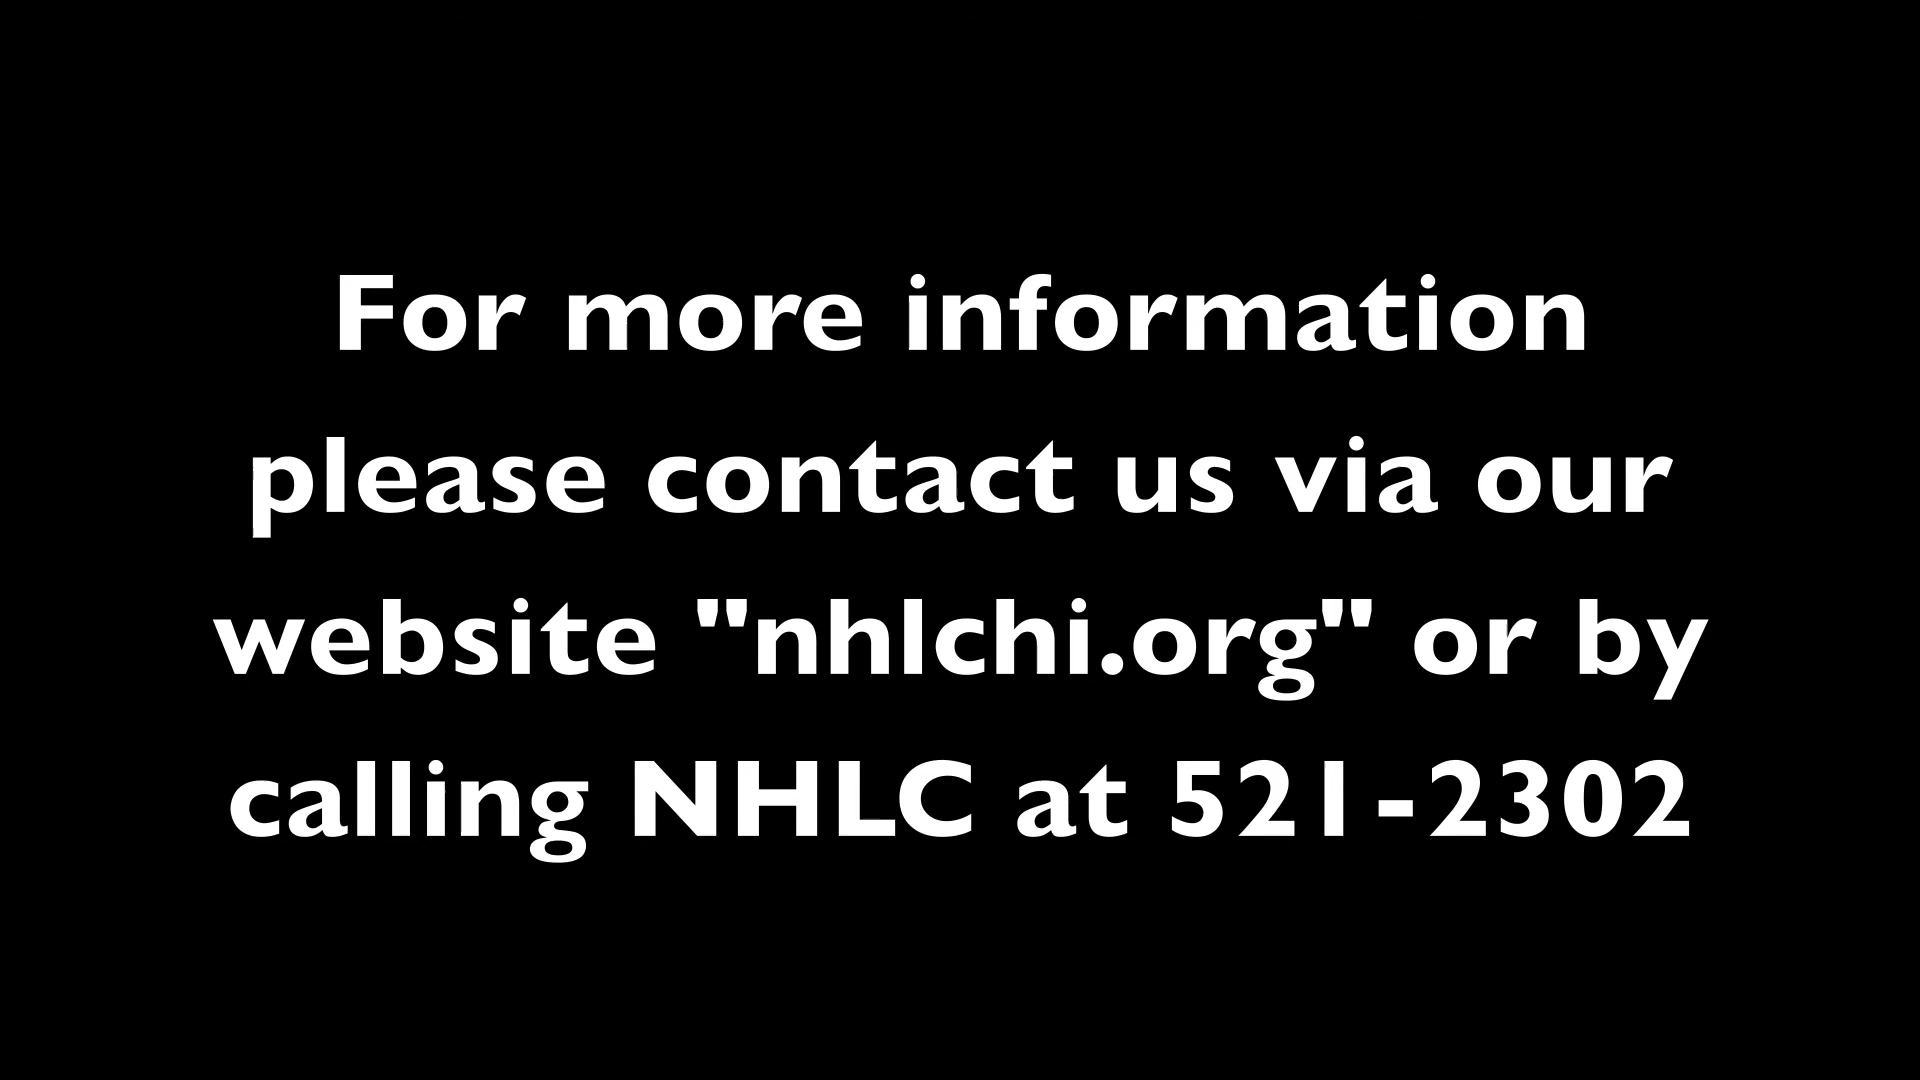 For more information
please contact us via our
website "nhlchi.org" or by
calling NHLC at 521-2302